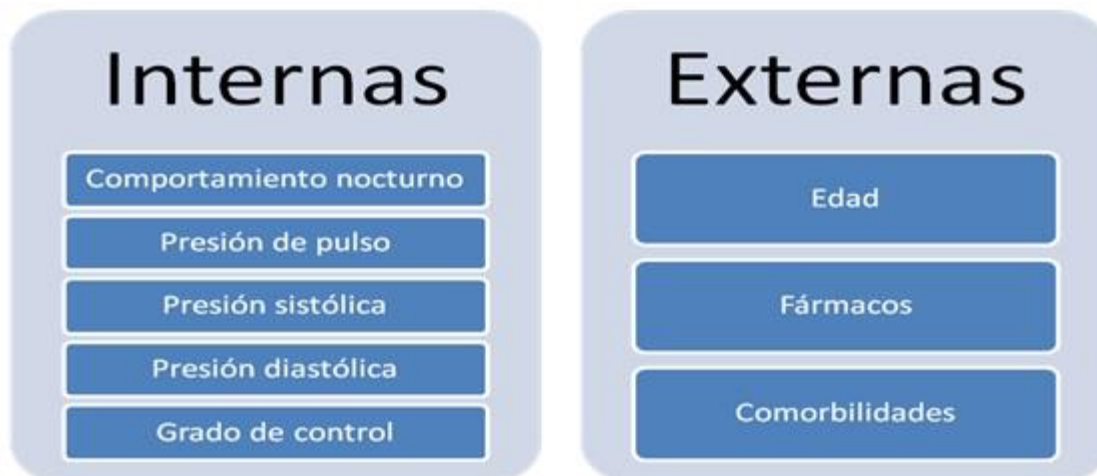 Internas
Comportamiento nocturno
Presión de pulso
Presión sistólica
Presión diastólica
Grado de control
Externas
Edad
Fármacos
Comorbilidades